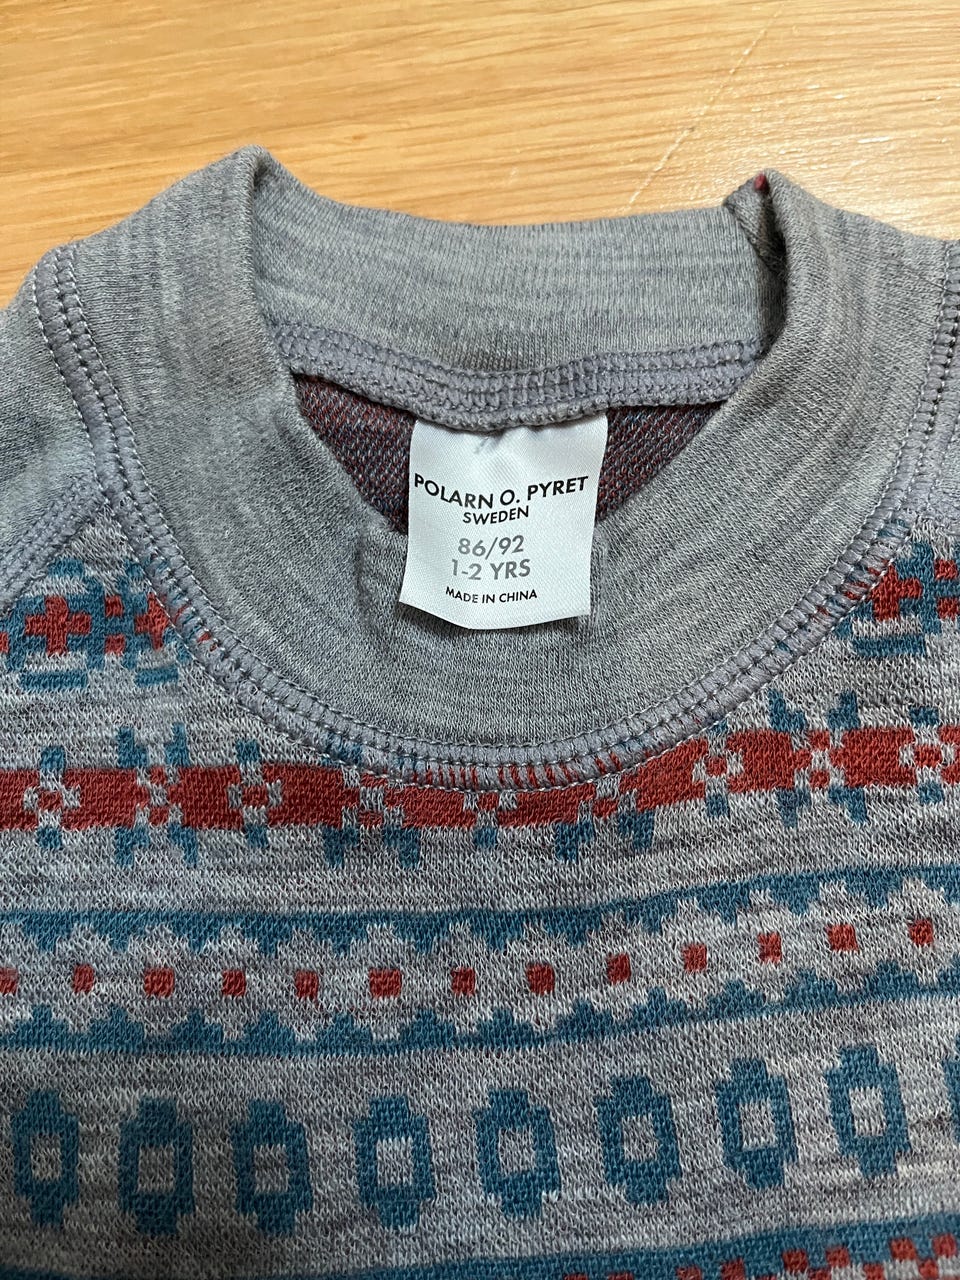 POLARN O. PYRET
SWEDEN
86/92
1-2 YRS
MADE IN CHINA